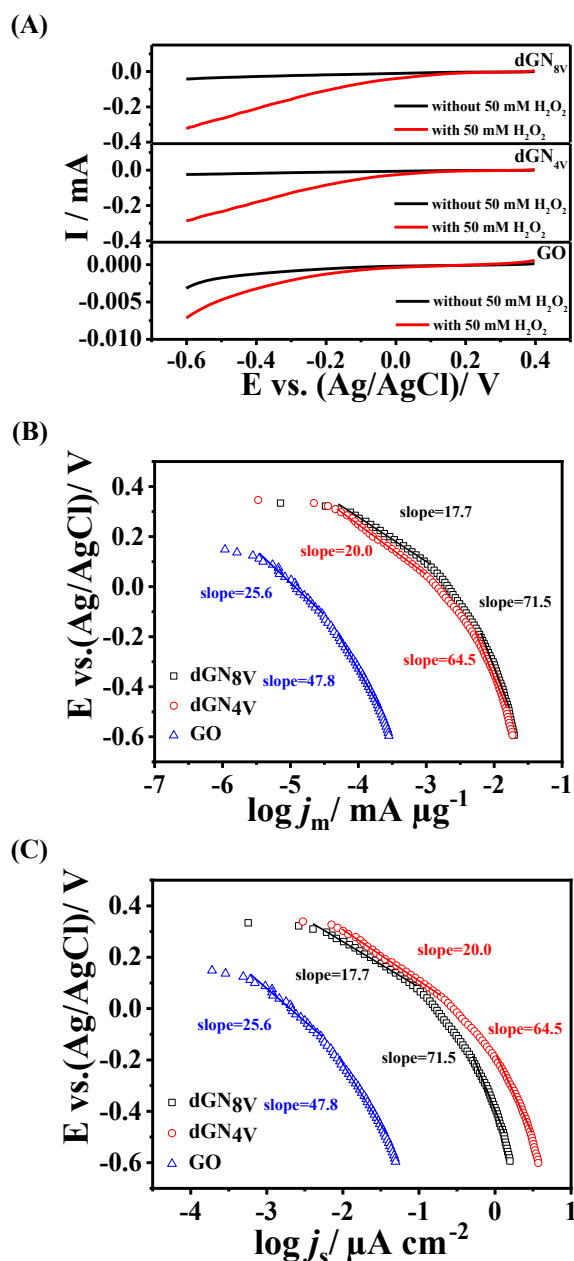 (A)
0.0
-0.2
-0.4
dGN8V
without 50 mM H2O2
with 50 mM H2O2
0.0
-0.2
-0.4
dGN4V
without 50 mM H2O2
with 50 mM H2O2
0.000
-0.005
-0.010
GO
without 50 mM H2O2
with 50 mM H2O2
I / mA
-0.6 -0.4 -0.2 0.0 0.2 0.4
E vs. (Ag/AgCl)/ V
(B)
E vs.(Ag/AgCl)/ V
0.4
0.2
0.0
-0.2
-0.4
-0.6
slope=17.7
slope=20.0
slope=25.6
slope=71.5
slope=64.5
slope=47.8
dGN8V
dGN4V
GO
-7 -6 -5 -4 -3 -2 -1
log jm/ mA μg-1
(C)
E vs.(Ag/AgCl)/ V
0.4
0.2
0.0
-0.2
-0.4
-0.6
slope=20.0
slope=17.7
slope=25.6
slope=64.5
slope=71.5
slope=47.8
dGN8V
dGN4V
GO
-4 -3 -2 -1 0 1
log js/ μA cm-2